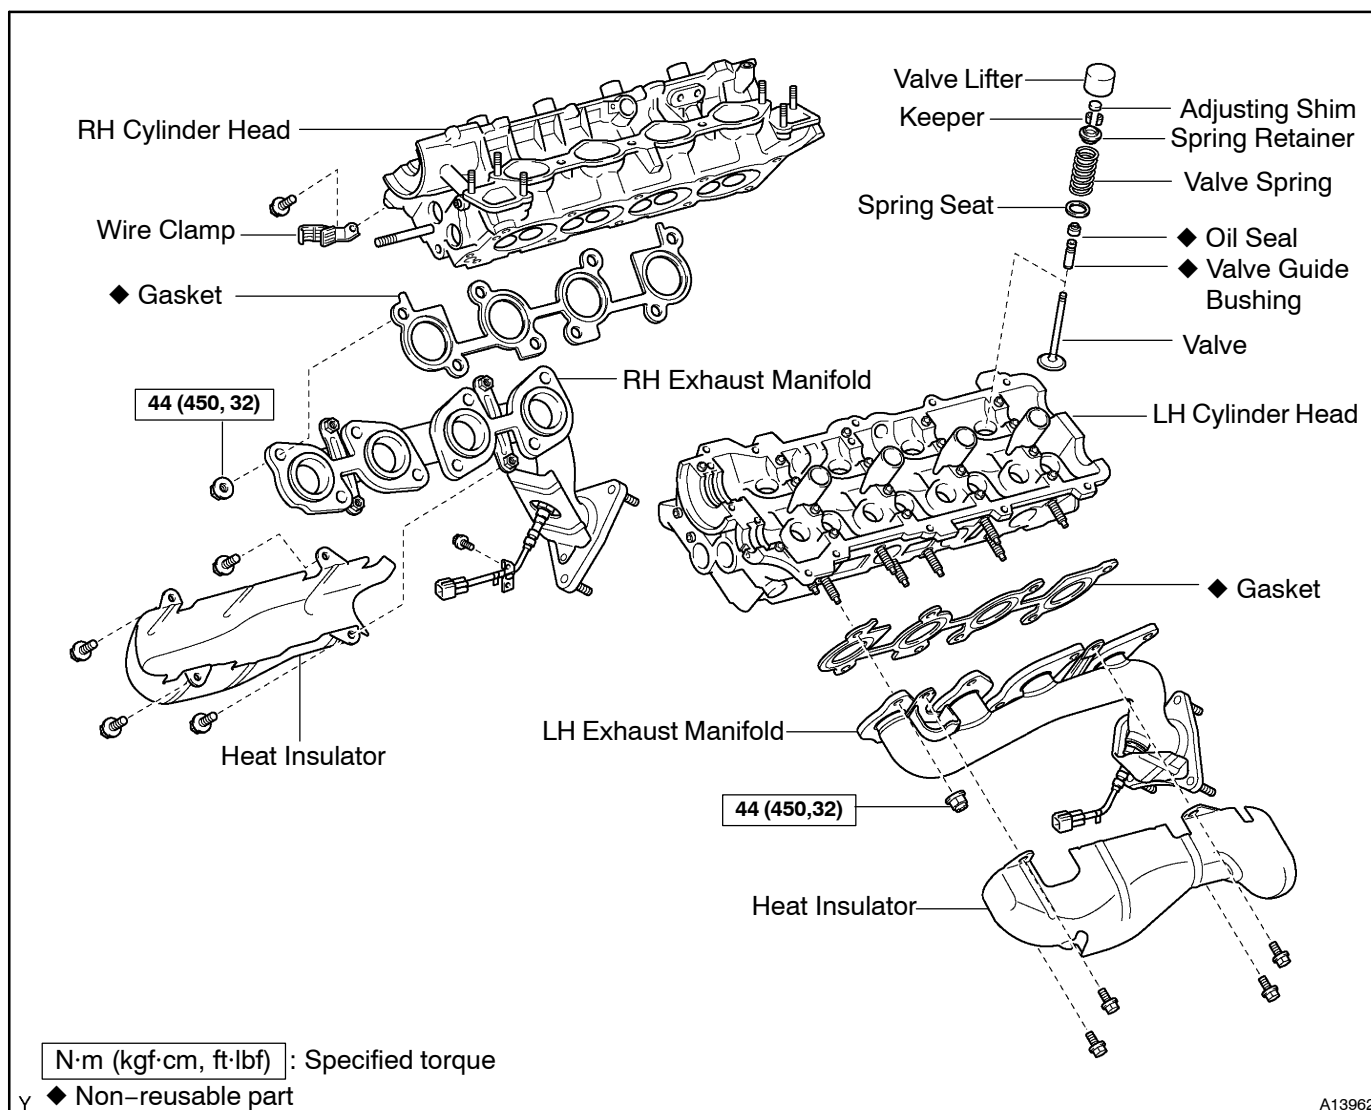 Valve Lifter
Adjusting Shim
Keeper
RH Cylinder Head
Spring Retainer
Valve Spring
Spring Seat
Wire Clamp
◆ Oil Seal
◆ Valve Guide
Bushing
◆ Gasket
Valve
RH Exhaust Manifold
44 (450, 32)
LH Cylinder Head
◆ Gasket
LH Exhaust Manifold
Heat Insulator
44 (450,32)
Heat Insulator
N·m (kgf·cm, ft·lbf) : Specified torque
◆ Non−reusable part
Y
A13962